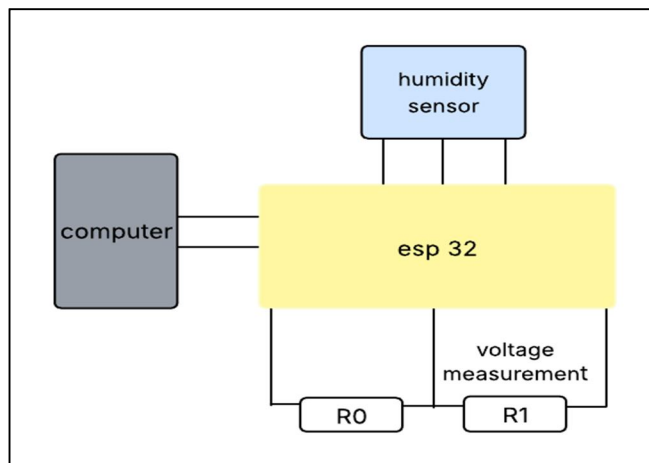 humidity
sensor
computer
esp 32
voltage
measurement
R0
R1